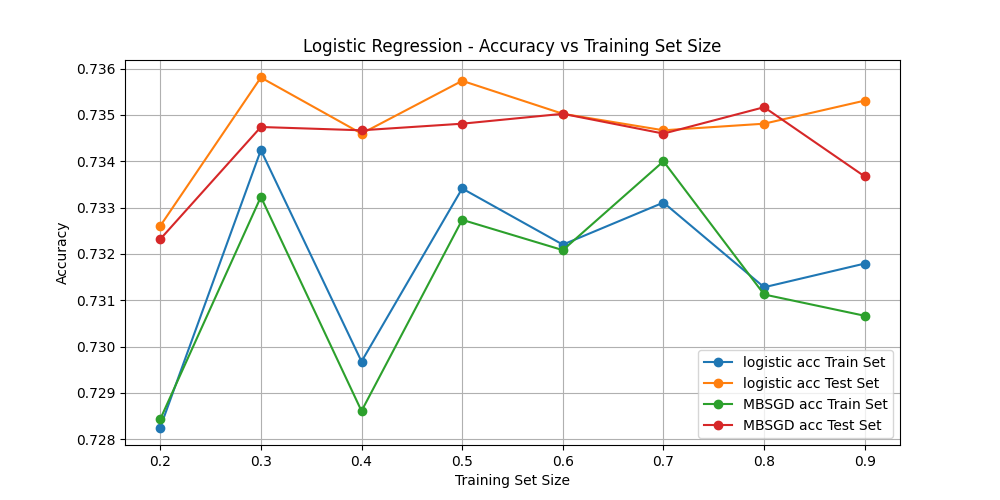 Logistic Regression - Accuracy vs Training Set Size
Accuracy
0.736
0.735
0.734
0.733
0.732
0.731
0.730
0.729
0.728
0.2 0.3 0.4 0.5 0.6 0.7 0.8 0.9
Training Set Size
logistic acc Train Set
logistic acc Test Set
MBSGD acc Train Set
MBSGD acc Test Set